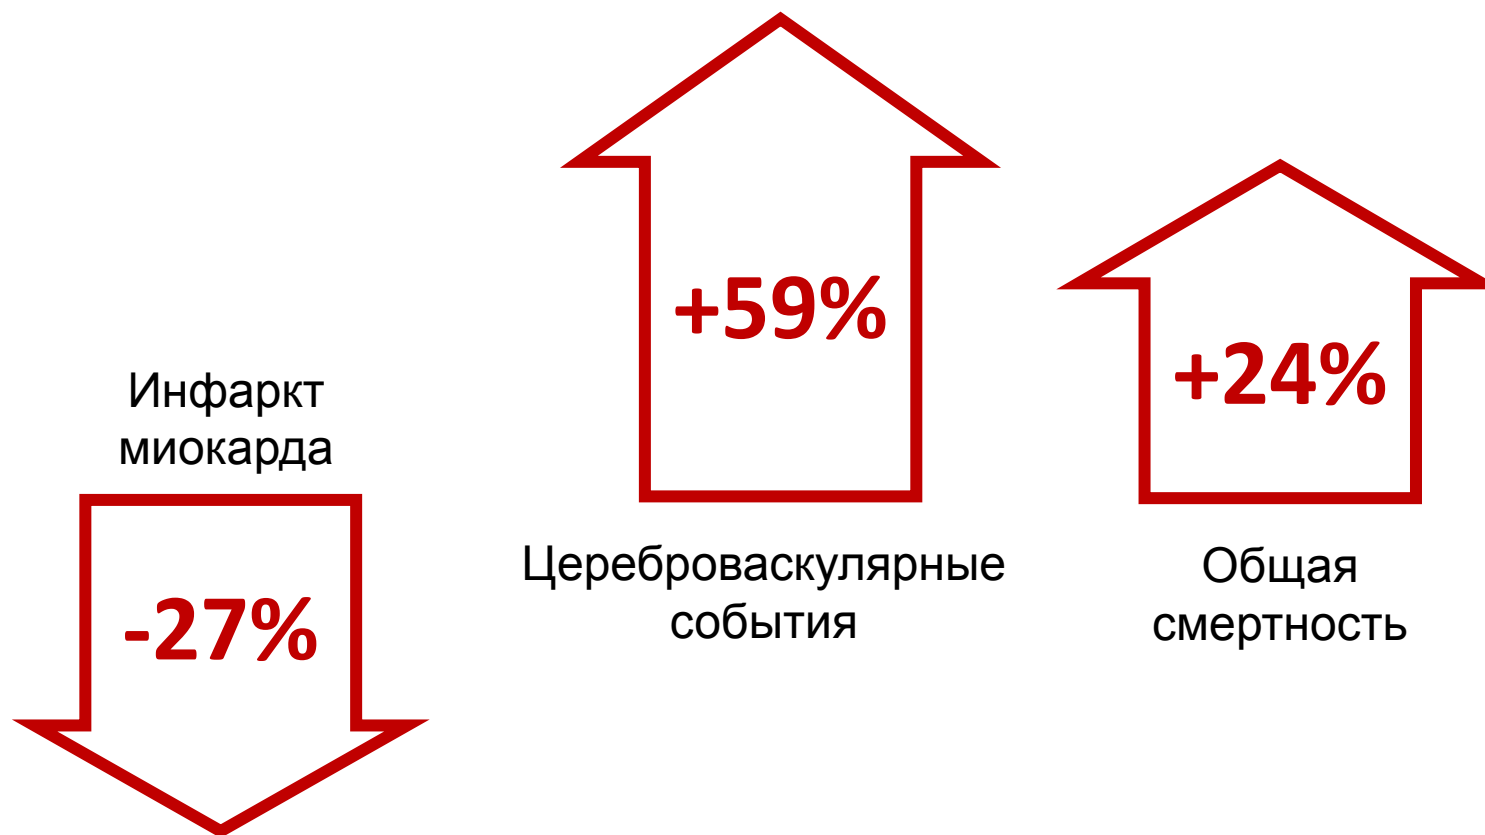 Инфаркт
миокарда
-27%
+59%
Цереброваскулярные
события
+24%
Общая
смертность